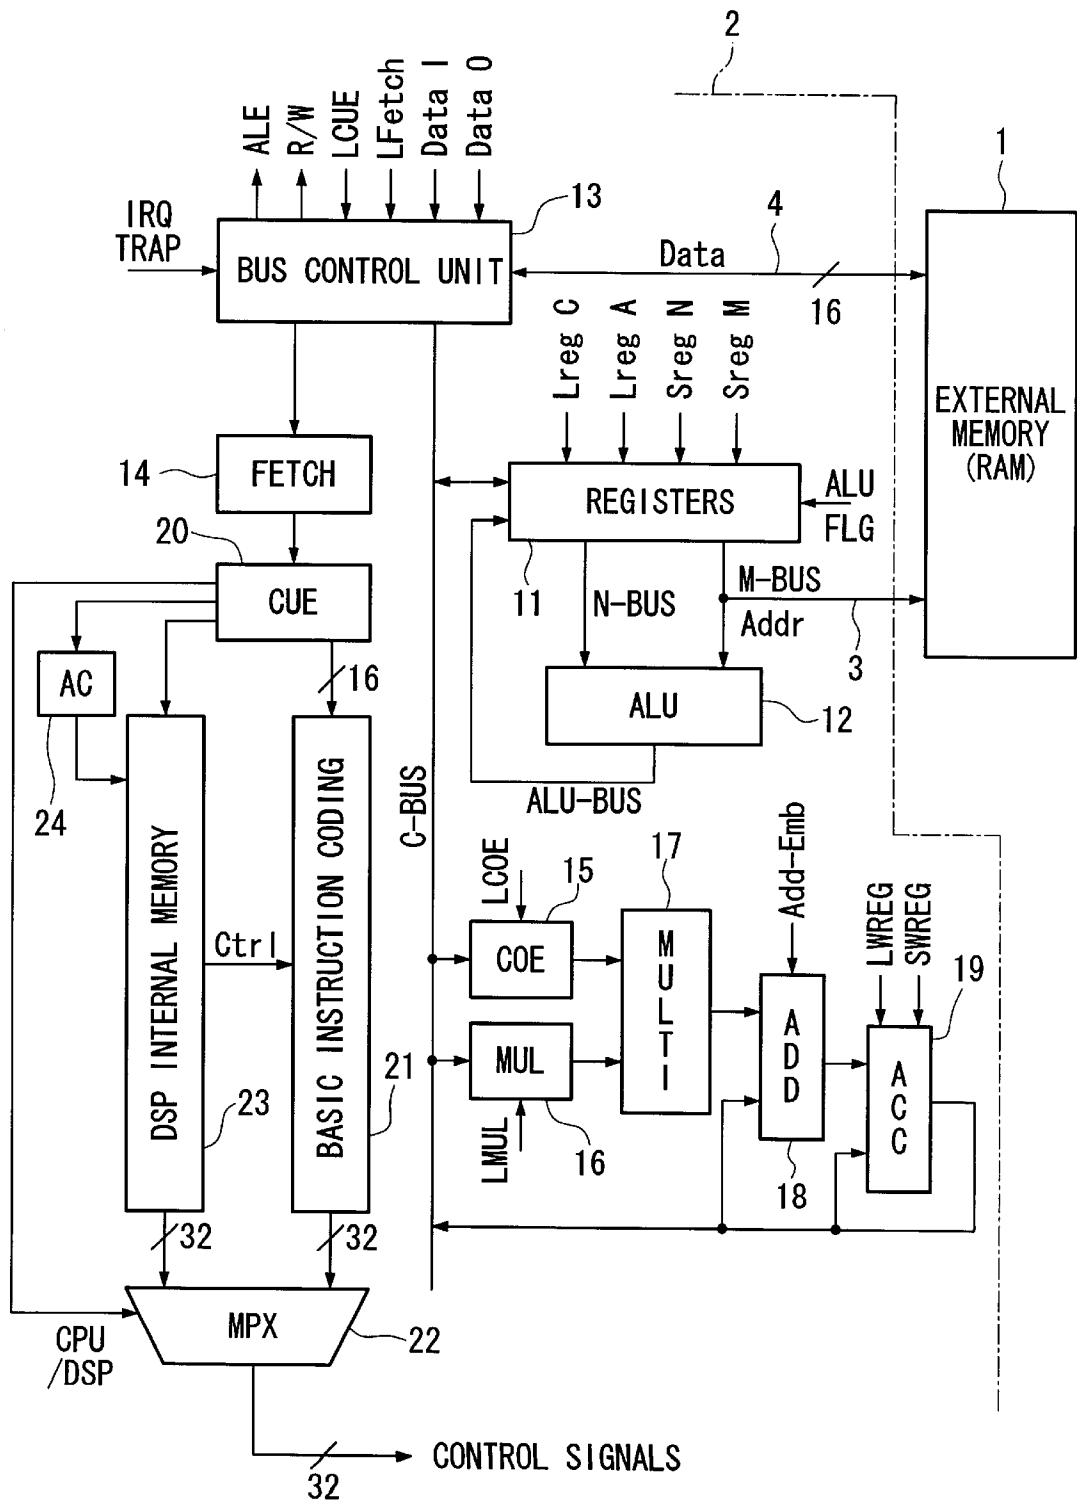 2
ALE
R/W
LCUE
LFetch
Data I
Data O
1
13
4
IRQ
TRAP
BUS CONTROL UNIT
Data
16
Lreg C
Lreg A
Sreg N
Sreg M
EXTERNAL
MEMORY
(RAM)
14
FETCH
REGISTERS
ALU
FLG
20
11
CUE
N-BUS
M-BUS
Addr
3
AC
16
ALU
12
24
C-BUS
ALU-BUS
DSP INTERNAL MEMORY
BASIC INSTRUCTION CODING
Ctrl
LCOE
15
17
Add-Emb
LWREG
SWREG
COE
MULTI
ADD
19
MUL
ACC
23
21
LMUL
16
18
32
32
CPU
/DSP
MPX
22
32
CONTROL SIGNALS